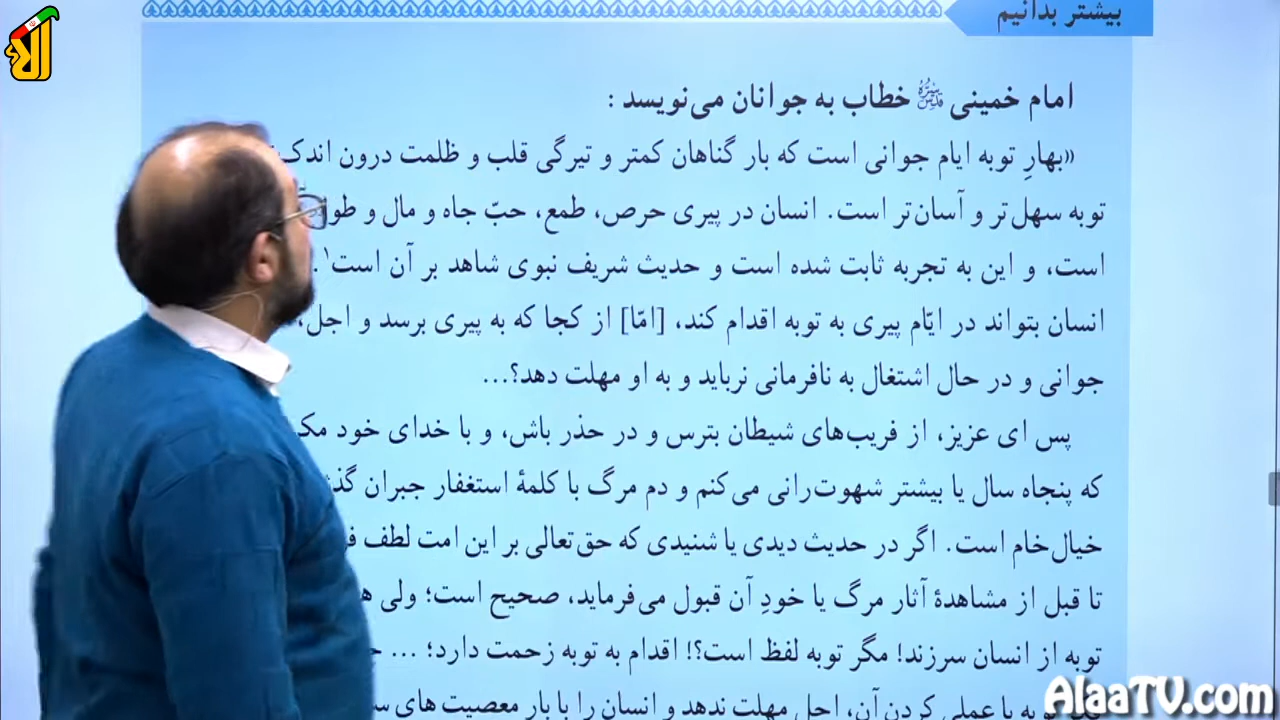 بیشتر بدانیم
امام خمینی قدس سره خطاب به جوانان می‌نویسد :
«بهارِ توبه ایام جوانی است که بار گناهان کمتر و تیرگی قلب و ظلمت درون اندک
توبه سهل‌تر و آسان‌تر است. انسان در پیری حرص، طمع، حبّ جاه و مال و طول
است، و این به تجربه ثابت شده است و حدیث شریف نبوی شاهد بر آن است۱.
انسان بتواند در ایّام پیری به توبه اقدام کند، [امّا] از کجا که به پیری برسد و اجل،
جوانی و در حال اشتغال به نافرمانی نرباید و به او مهلت دهد؟...
پس ای عزیز، از فریب‌های شیطان بترس و در حذر باش، و با خدای خود
که پنجاه سال یا بیشتر شهوت‌رانی می‌کنم و دم مرگ با کلمهٔ استغفار جبران
خیال خام است. اگر در حدیث دیدی یا شنیدی که حق‌تعالی بر این امت لطف
تا قبل از مشاهدهٔ آثار مرگ یا خودِ آن قبول می‌فرماید، صحیح است؛ ولی
توبه از انسان سرزند! مگر توبه لفظ است؟! اقدام به توبه زحمت دارد؛ ...
توبه یا عملی کردن آن، اجل مهلت ندهد و انسان را با بار معصیت های
الا
AlaaTV.com